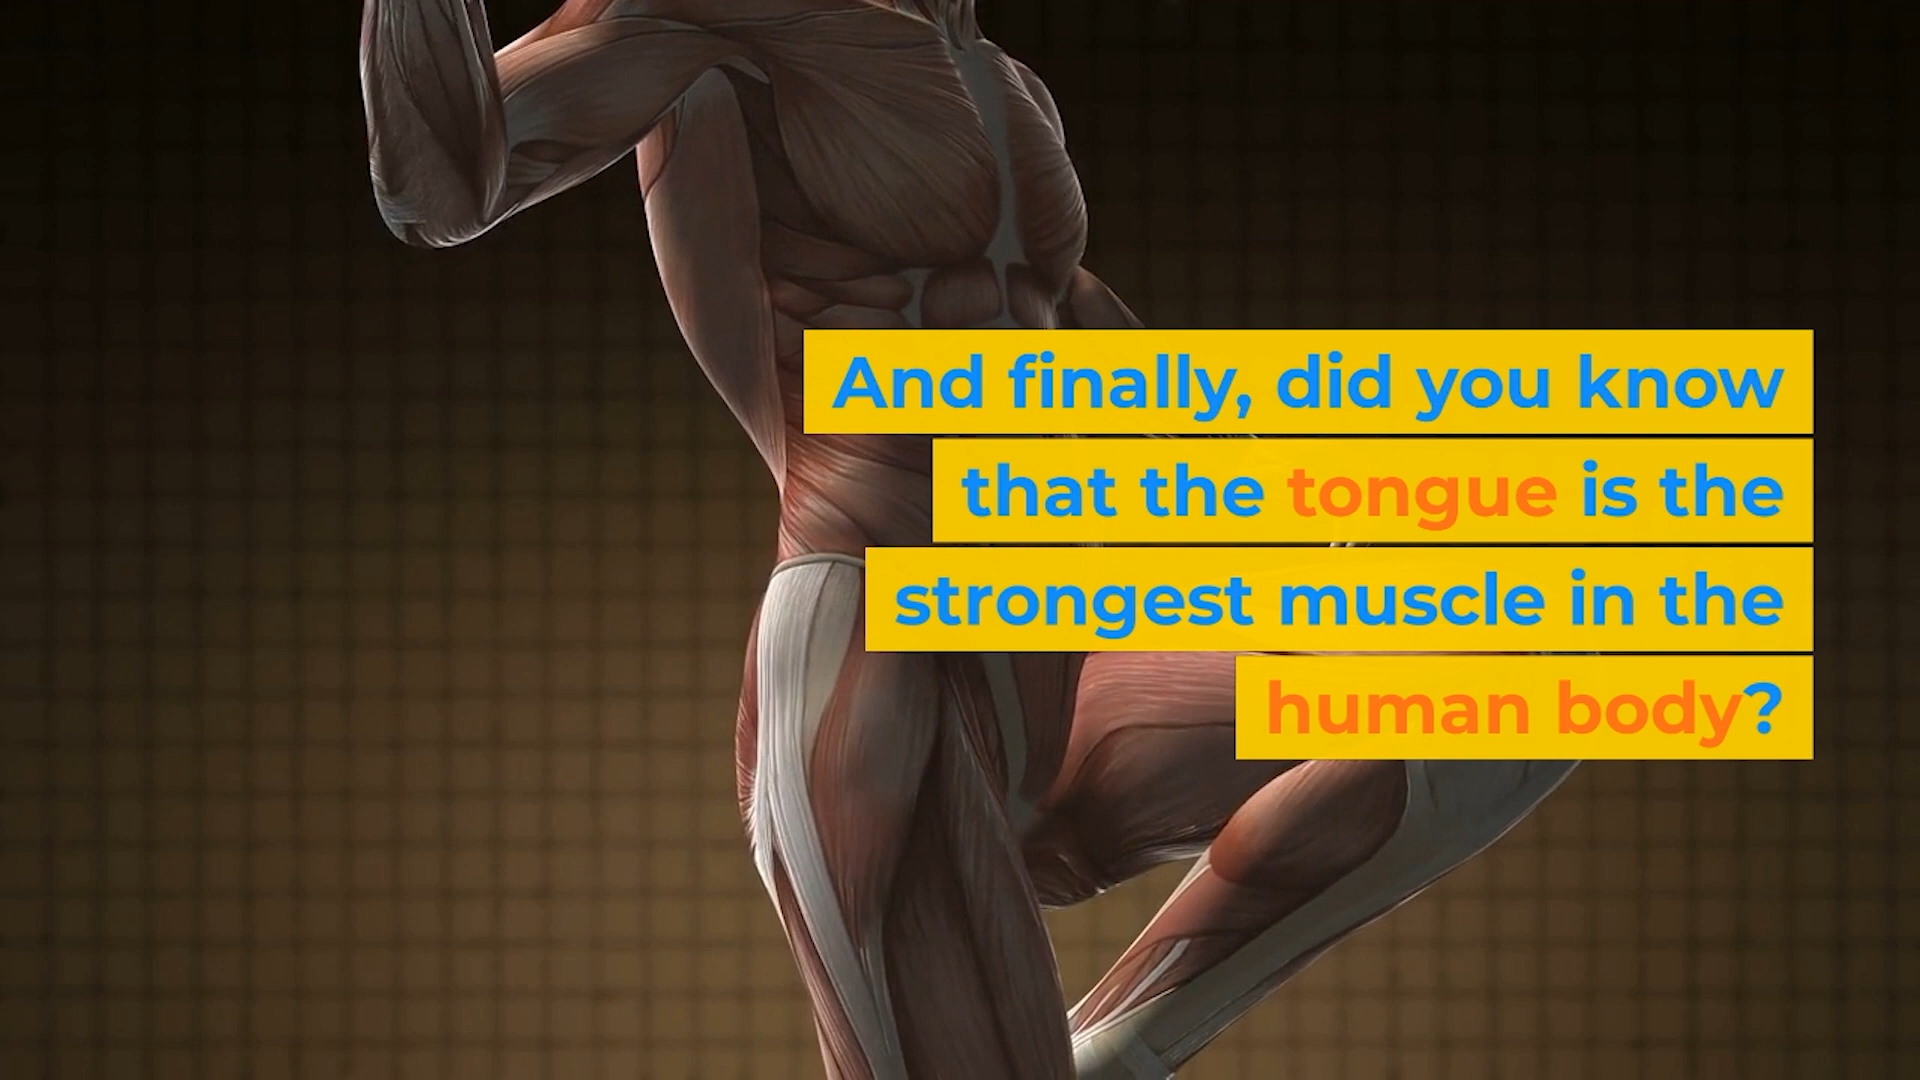 And finally, did you know
that the tongue is the
strongest muscle in the
human body?